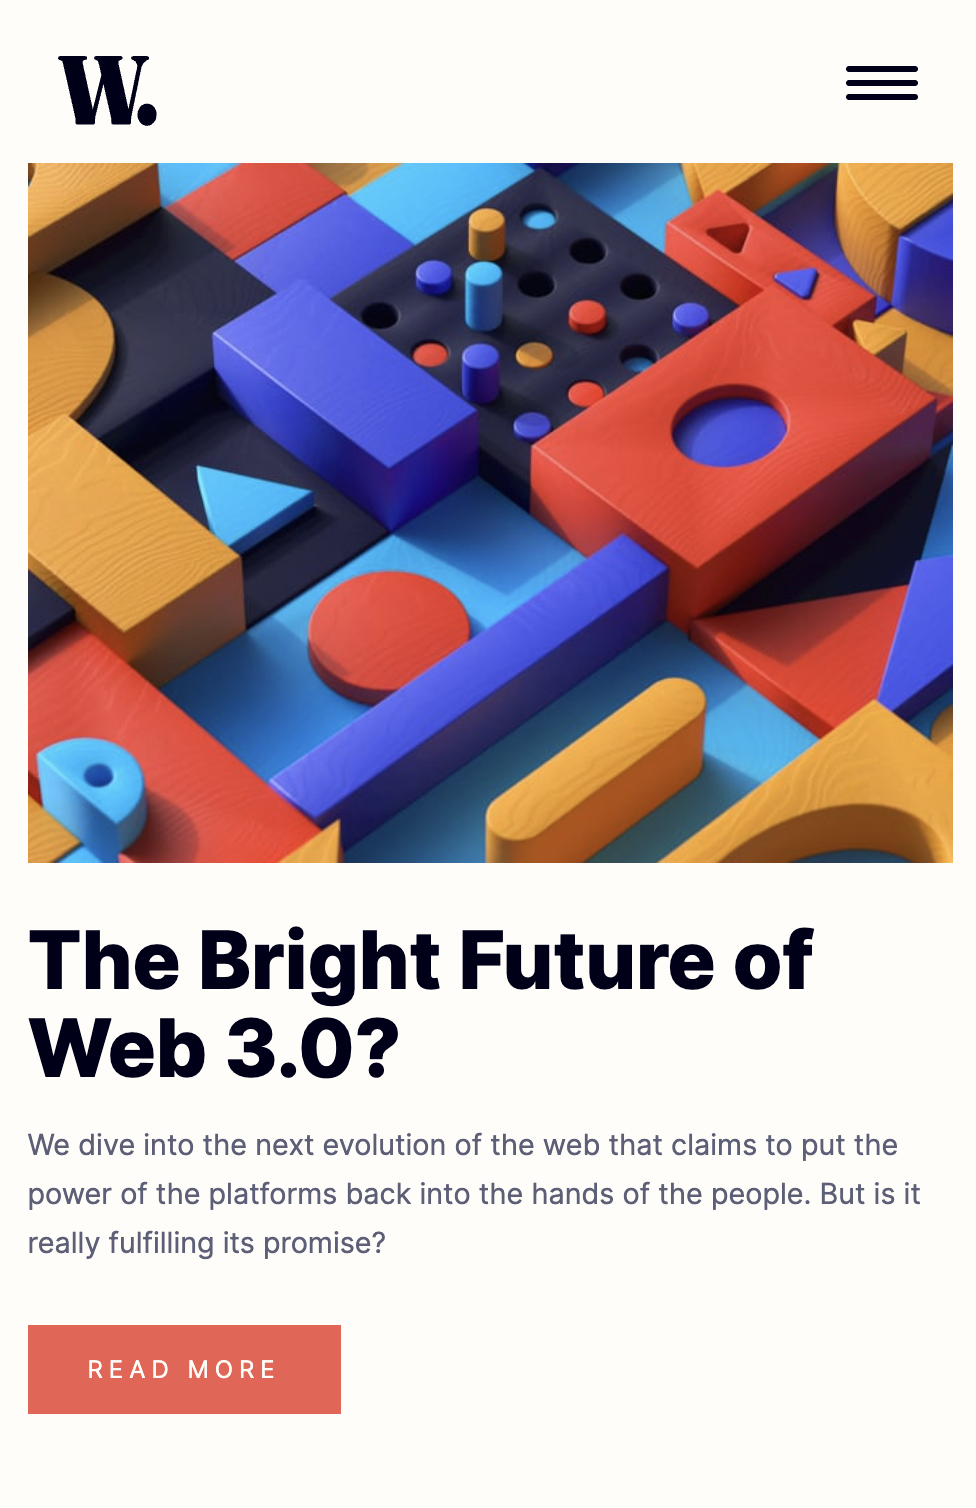 W.
The Bright Future of
Web 3.0?
We dive into the next evolution of the web that claims to put the
power of the platforms back into the hands of the people. But is it
really fulfilling its promise?
READ MORE